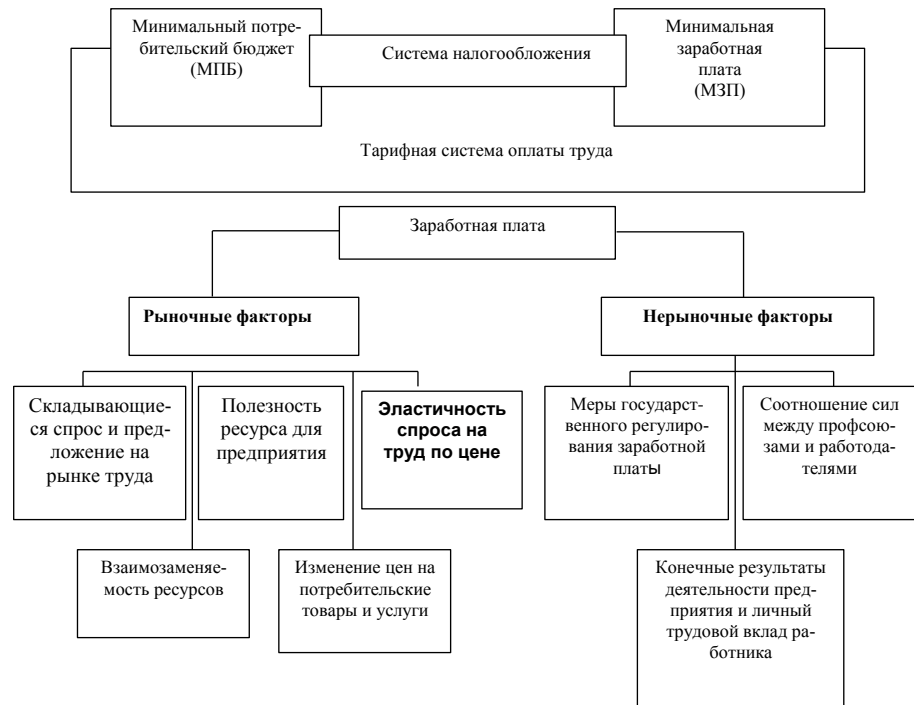 Минимальный потре-
бительский бюджет
(МПБ)
Система налогообложения
Минимальная
заработная
плата
(МЗП)
Тарифная система оплаты труда
Заработная плата
Рыночные факторы
Нерыночные факторы
Складывающие-
ся спрос и пред-
ложение на
рынке труда
Полезность
ресурса для
предприятия
Эластичность
спроса на
труд по цене
Меры государст-
венного регулиро-
вания заработной
платы
Соотношение сил
между профсою-
зами и работода-
телями
Взаимозаменяе-
мость ресурсов
Изменение цен на
потребительские
товары и услуги
Конечные результаты
деятельности пред-
приятия и личный
трудовой вклад ра-
ботника